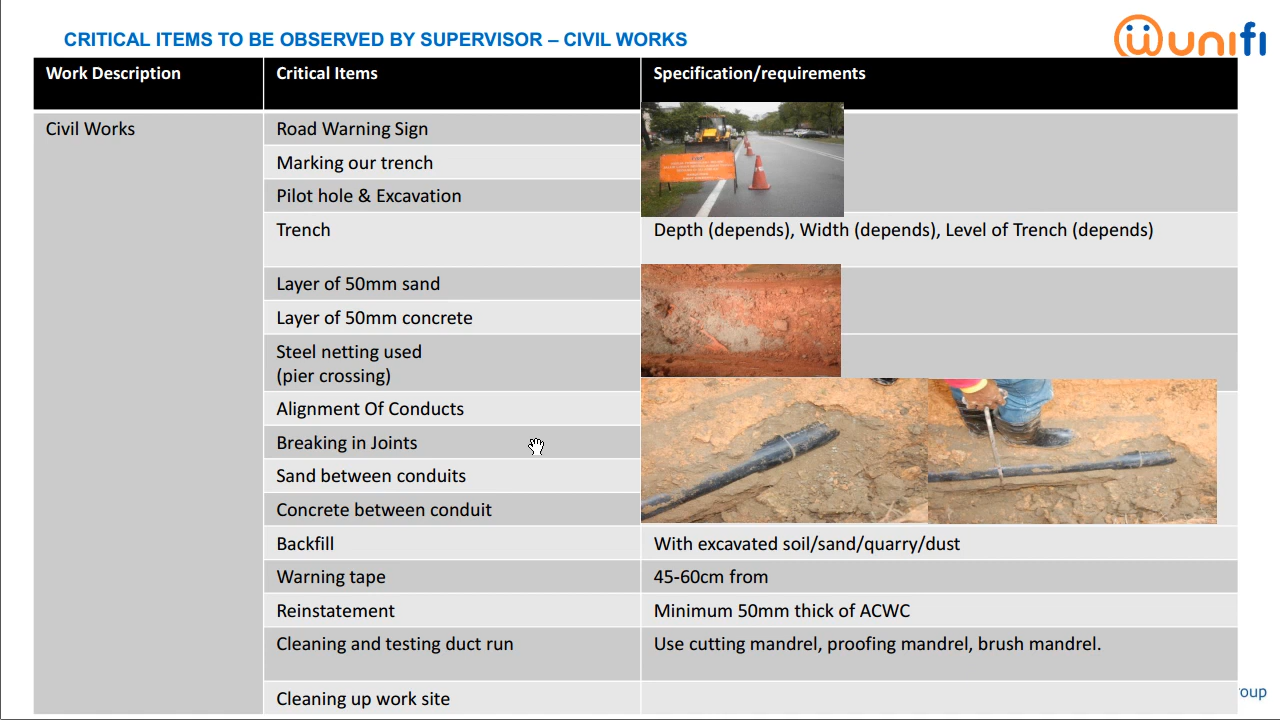 CRITICAL ITEMS TO BE OBSERVED BY SUPERVISOR – CIVIL WORKS
unifi
Work Description
Critical Items
Specification/requirements
Civil Works
Road Warning Sign
Marking our trench
Pilot hole & Excavation
Trench
Depth (depends), Width (depends), Level of Trench (depends)
Layer of 50mm sand
Layer of 50mm concrete
Steel netting used
(pier crossing)
Alignment Of Conducts
Breaking in Joints
Sand between conduits
Concrete between conduit
Backfill
With excavated soil/sand/quarry/dust
Warning tape
45-60cm from
Reinstatement
Minimum 50mm thick of ACWC
Cleaning and testing duct run
Use cutting mandrel, proofing mandrel, brush mandrel.
Cleaning up work site